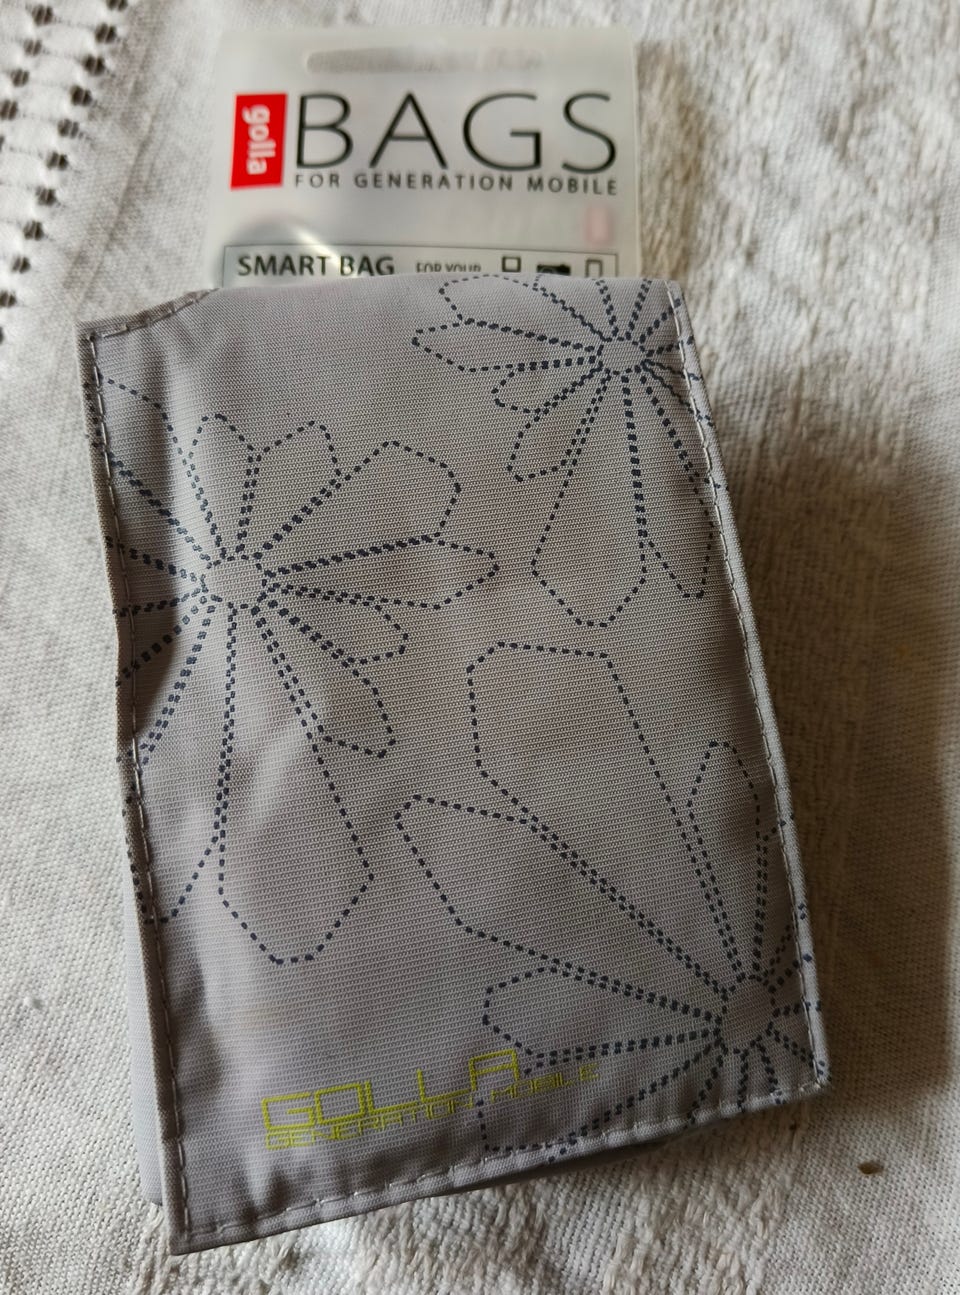 golla
BAGS
FOR GENERATION MOBILE
SMART BAG FOR YOUR
GOLLA
GENERATION MOBILE